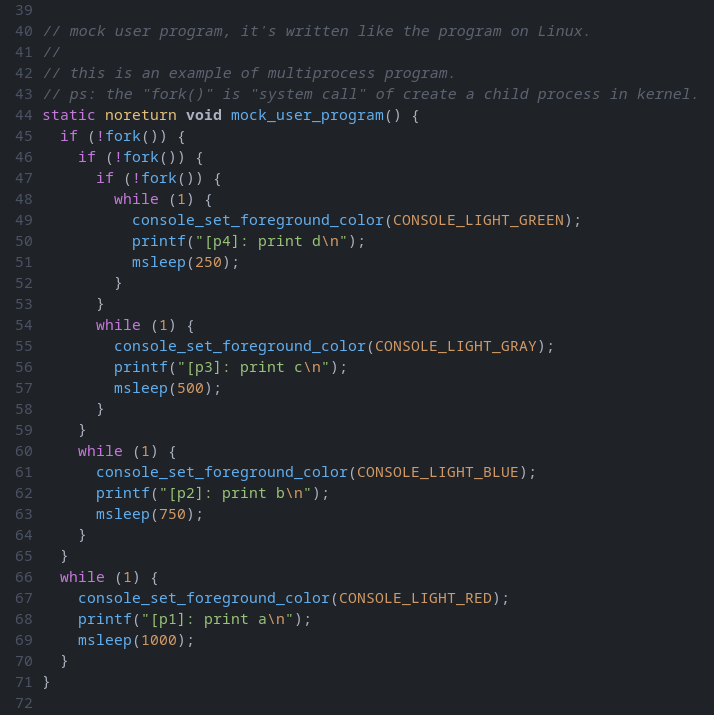 39
40 // mock user program, it's written like the program on Linux.
41 //
42 // this is an example of multiprocess program.
43 // ps: the "fork()" is "system call" of create a child process in kernel.
44 static noreturn void mock_user_program() {
45   if (!fork()) {
46     if (!fork()) {
47       if (!fork()) {
48         while (1) {
49           console_set_foreground_color(CONSOLE_LIGHT_GREEN);
50           printf("[p4]: print d\n");
51           msleep(250);
52         }
53       }
54       while (1) {
55         console_set_foreground_color(CONSOLE_LIGHT_GRAY);
56         printf("[p3]: print c\n");
57         msleep(500);
58       }
59     }
60     while (1) {
61       console_set_foreground_color(CONSOLE_LIGHT_BLUE);
62       printf("[p2]: print b\n");
63       msleep(750);
64     }
65   }
66   while (1) {
67     console_set_foreground_color(CONSOLE_LIGHT_RED);
68     printf("[p1]: print a\n");
69     msleep(1000);
70   }
71 }
72